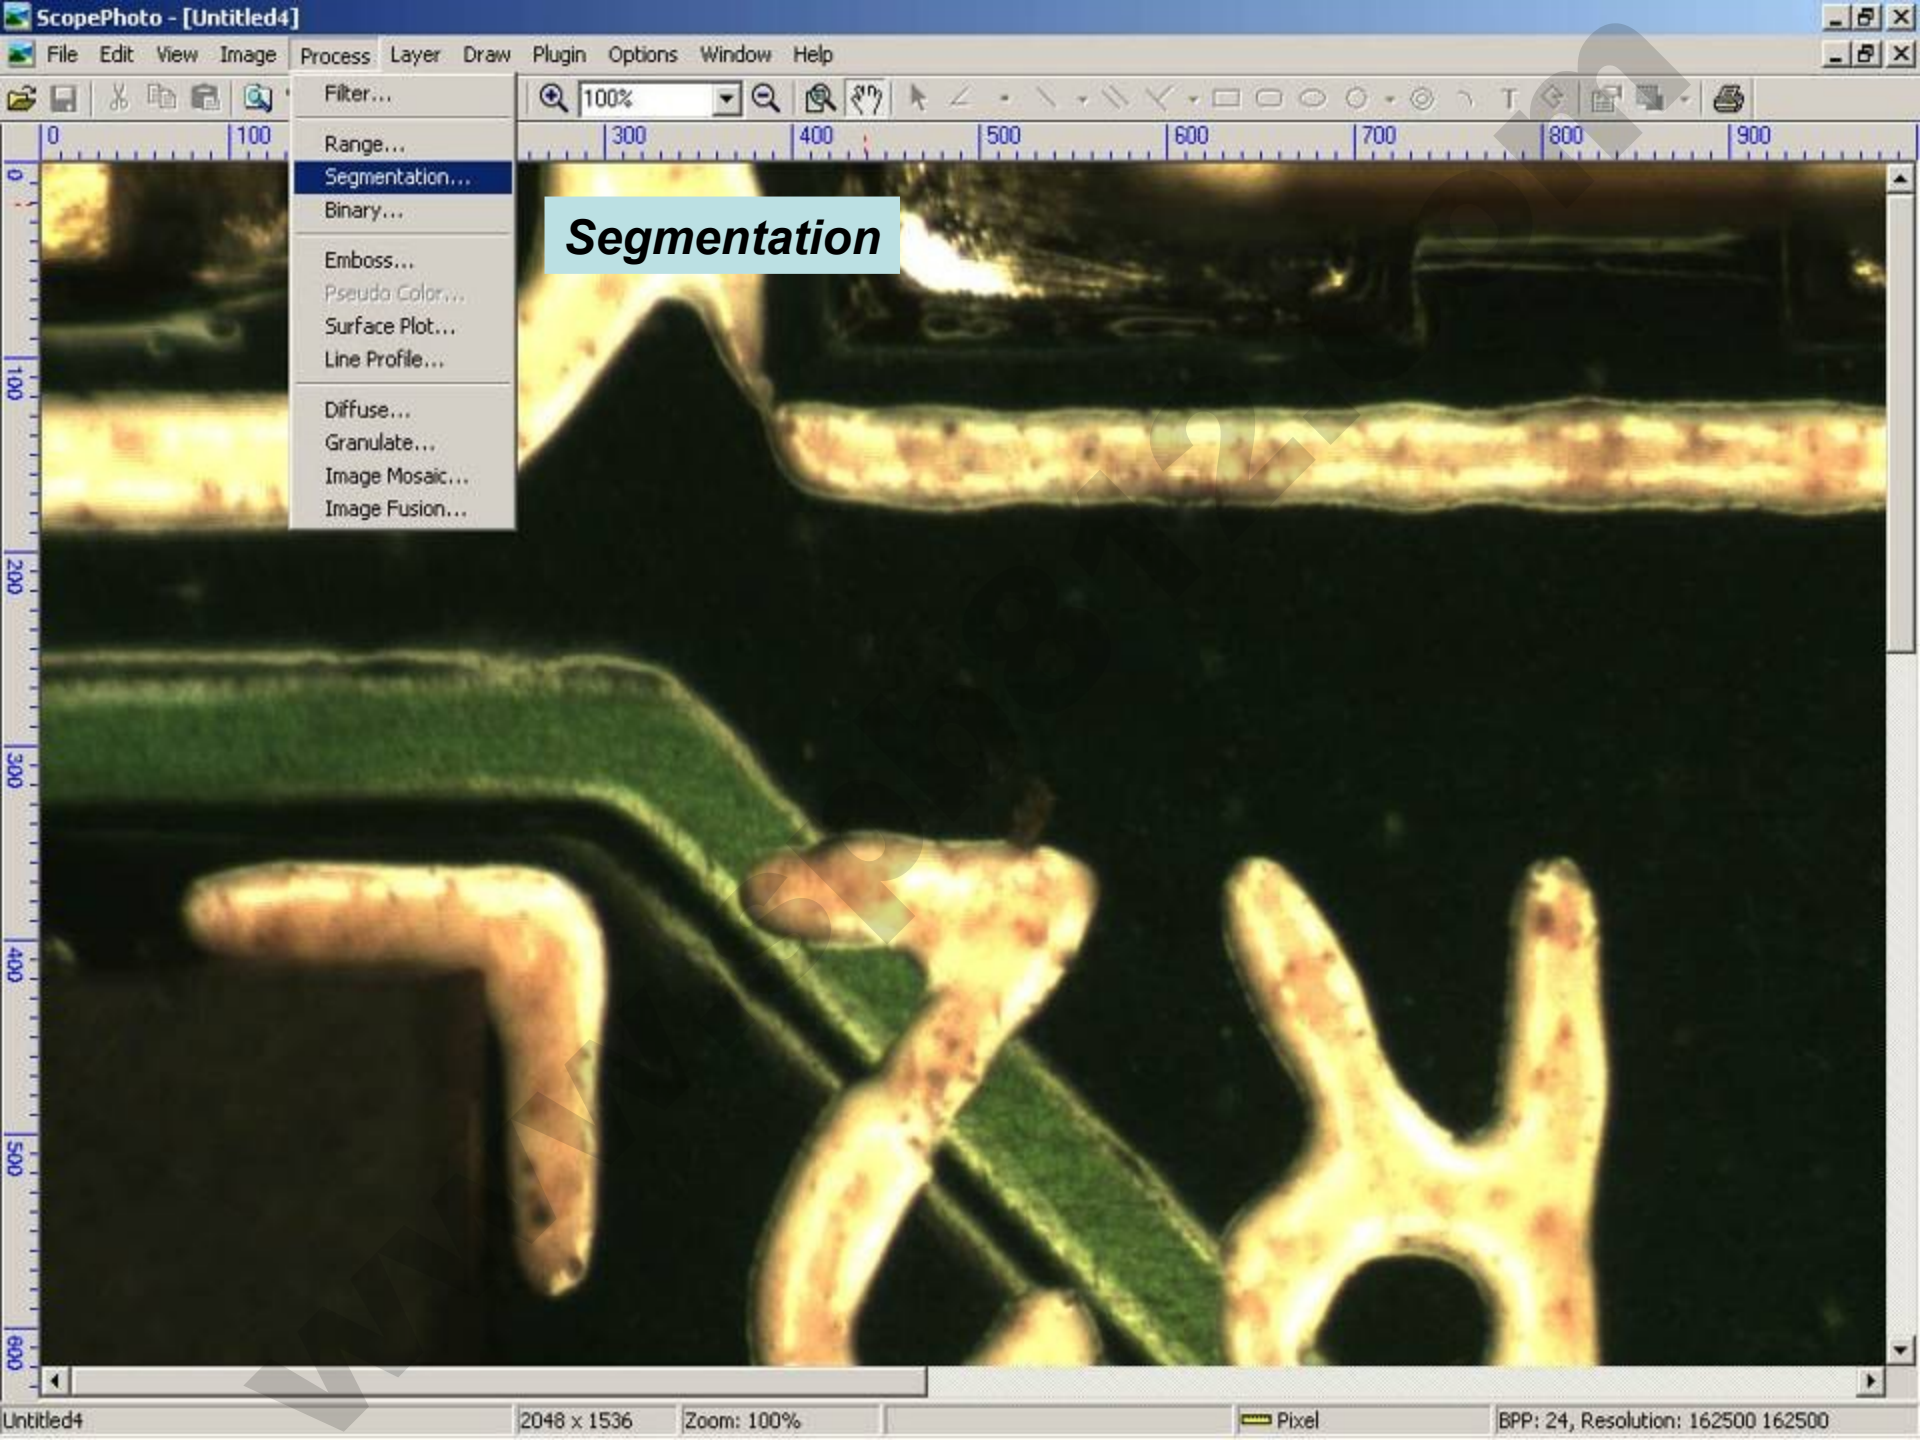 ScopePhoto - [Untitled4]
File Edit View Image Process Layer Draw Plugin Options Window Help
100%
Filter...
Range...
Segmentation...
Binary...
Emboss...
Pseudo Color...
Surface Plot...
Line Profile...
Diffuse...
Granulate...
Image Mosaic...
Image Fusion...
0 100 300 400 500 600 700 800 900
Segmentation
0
100
200
300
400
500
600
Untitled4 2048 x 1536 Zoom: 100% Pixel BPP: 24, Resolution: 162500 162500